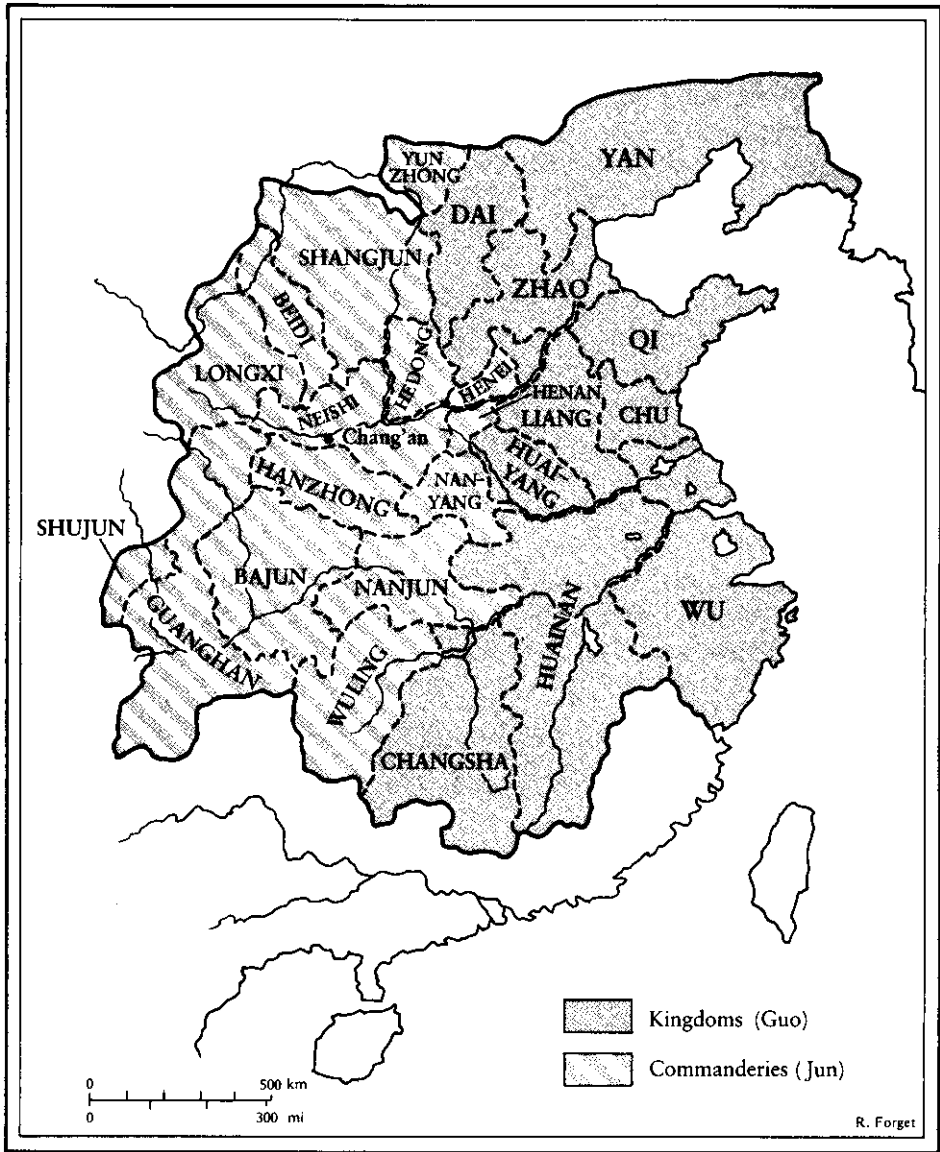 YUN
ZHONG
YAN
DAI
SHANGJUN
ZHAO
BEIDI
QI
HEDONG
LONGXI
HENEI
HENAN
NEISHI
LIANG
CHU
Chang'an
HUAI-
YANG
HANZHONG
NAN-
YANG
SHUJUN
BAJUN
NANJUN
GUANGHAN
WU
HUAINAN
WULING
CHANGSHA
Kingdoms (Guo)
Commanderies (Jun)
0 500 km
0 300 mi
R. Forget